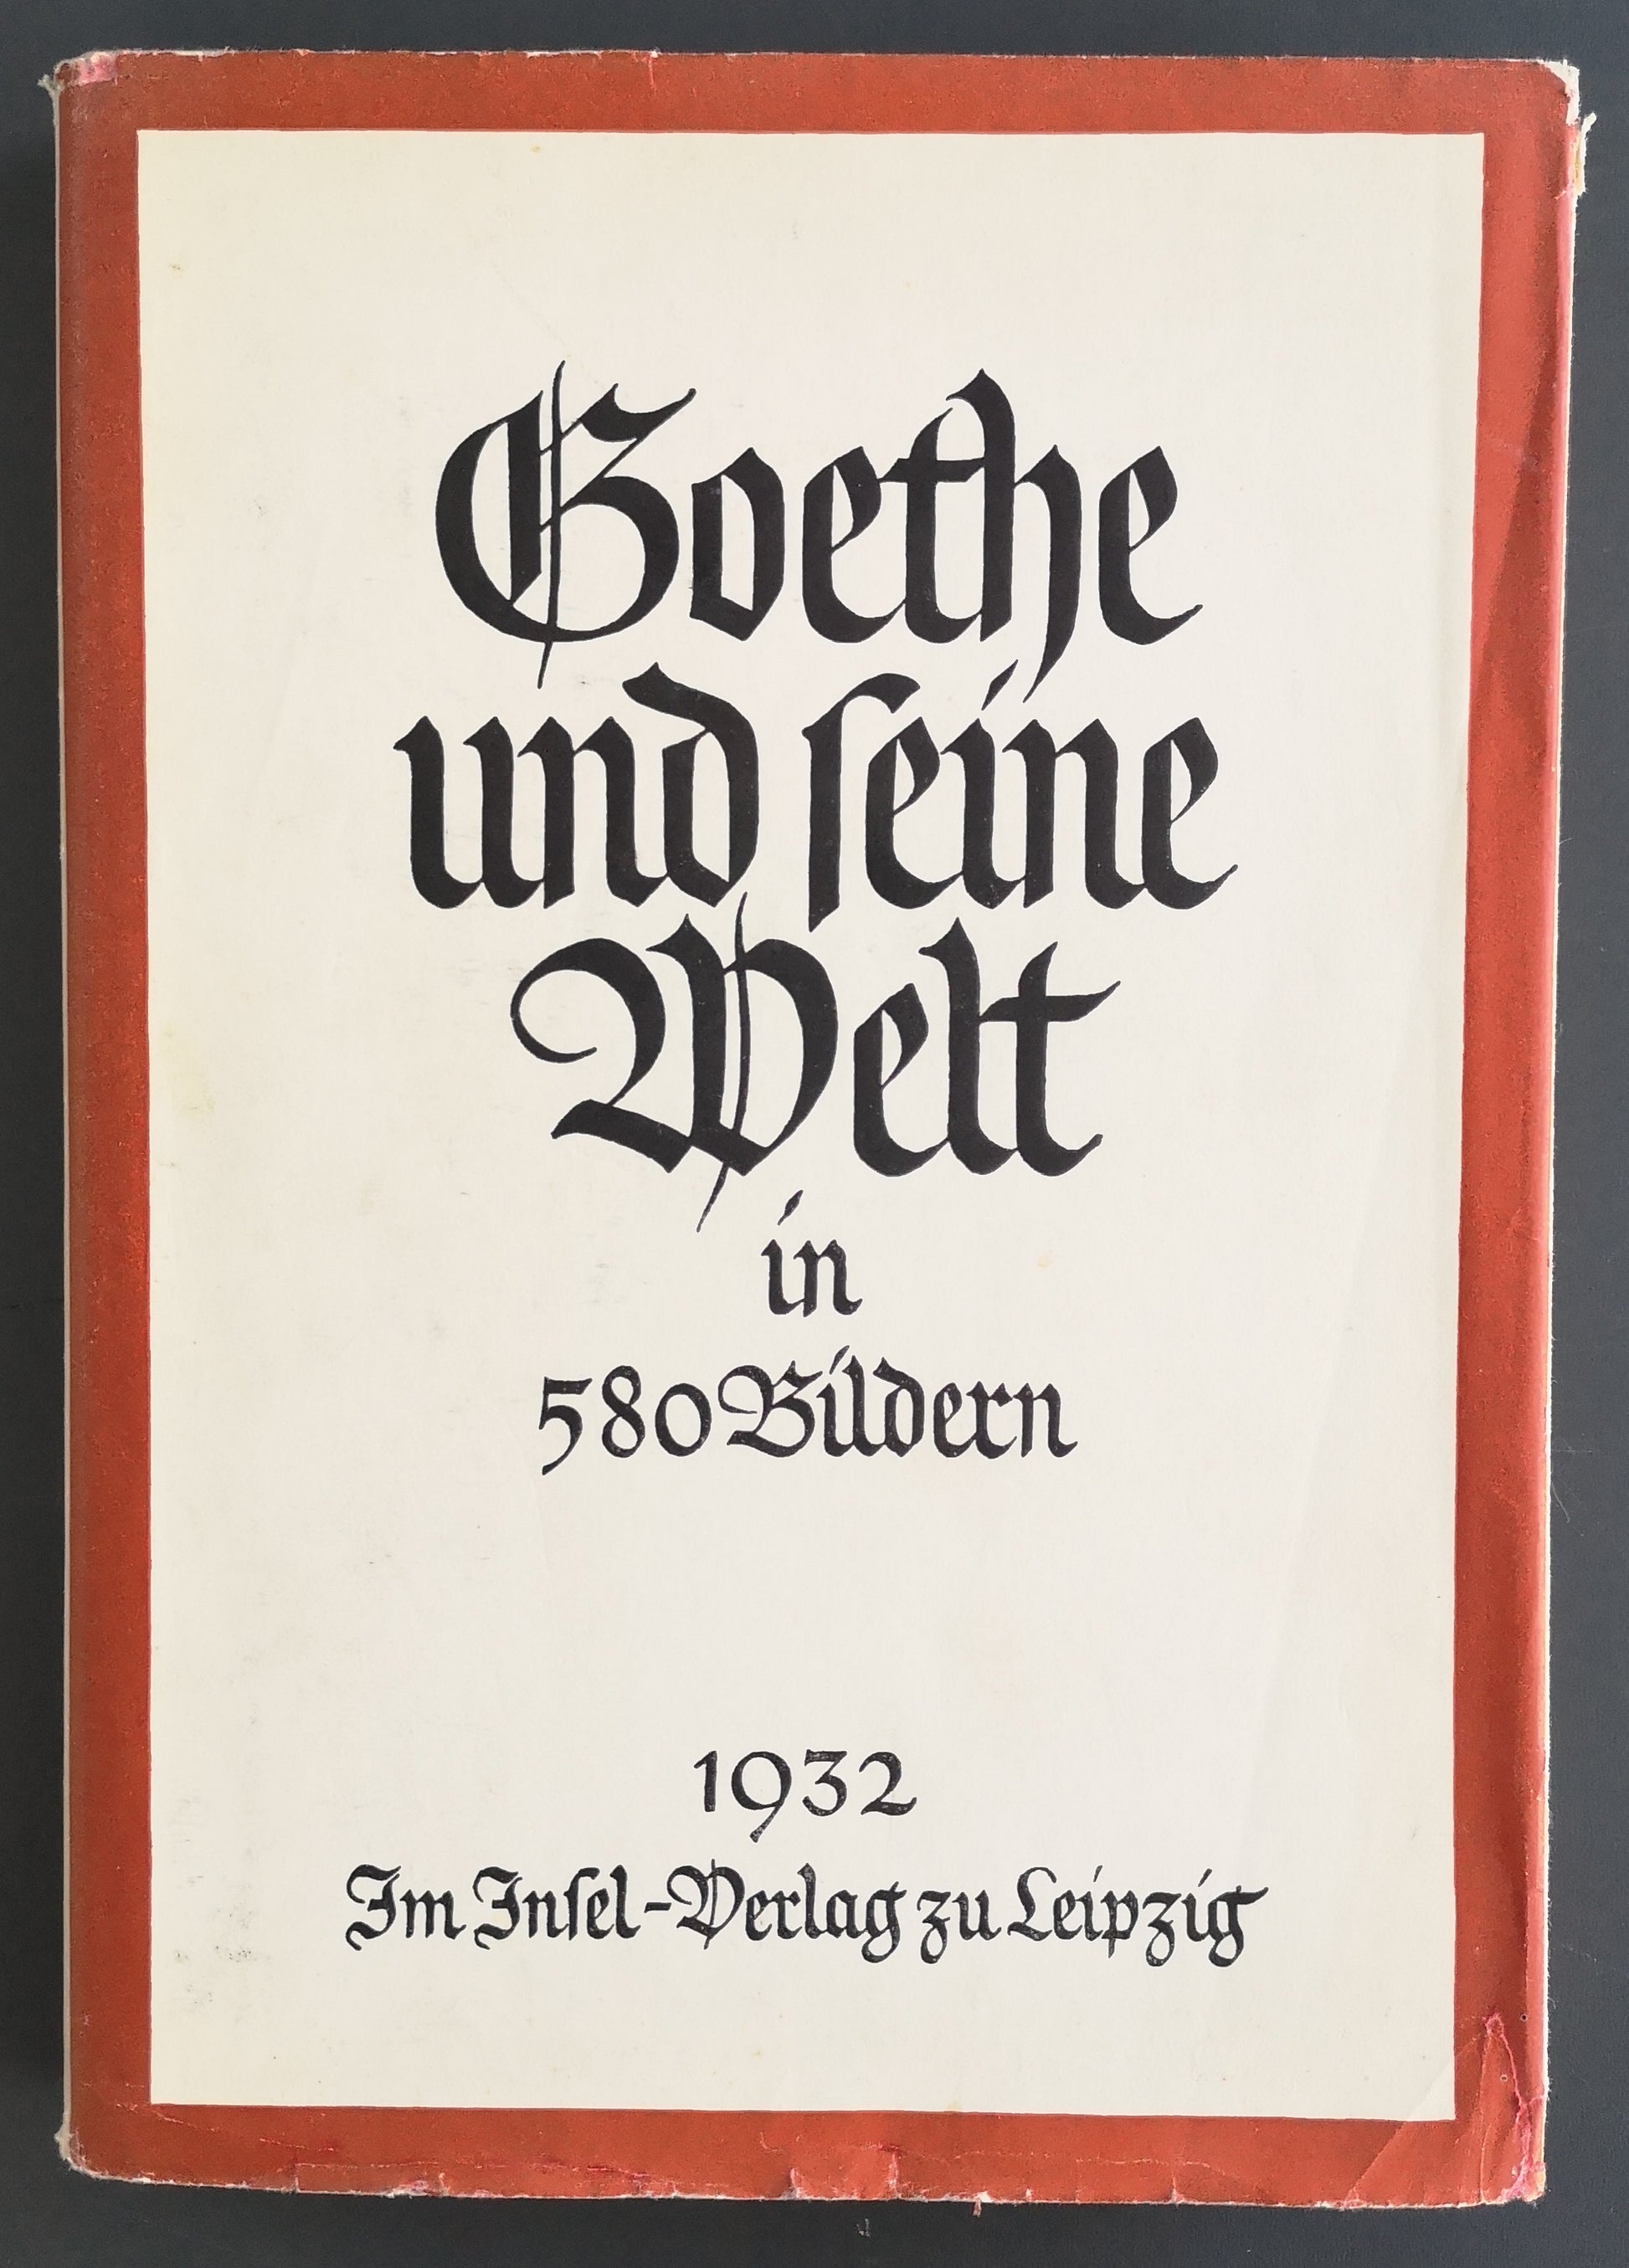 Goethe
und ſeine
Welt
in
580 Bildern
1932
Im Inſel-Verlag zu Leipzig